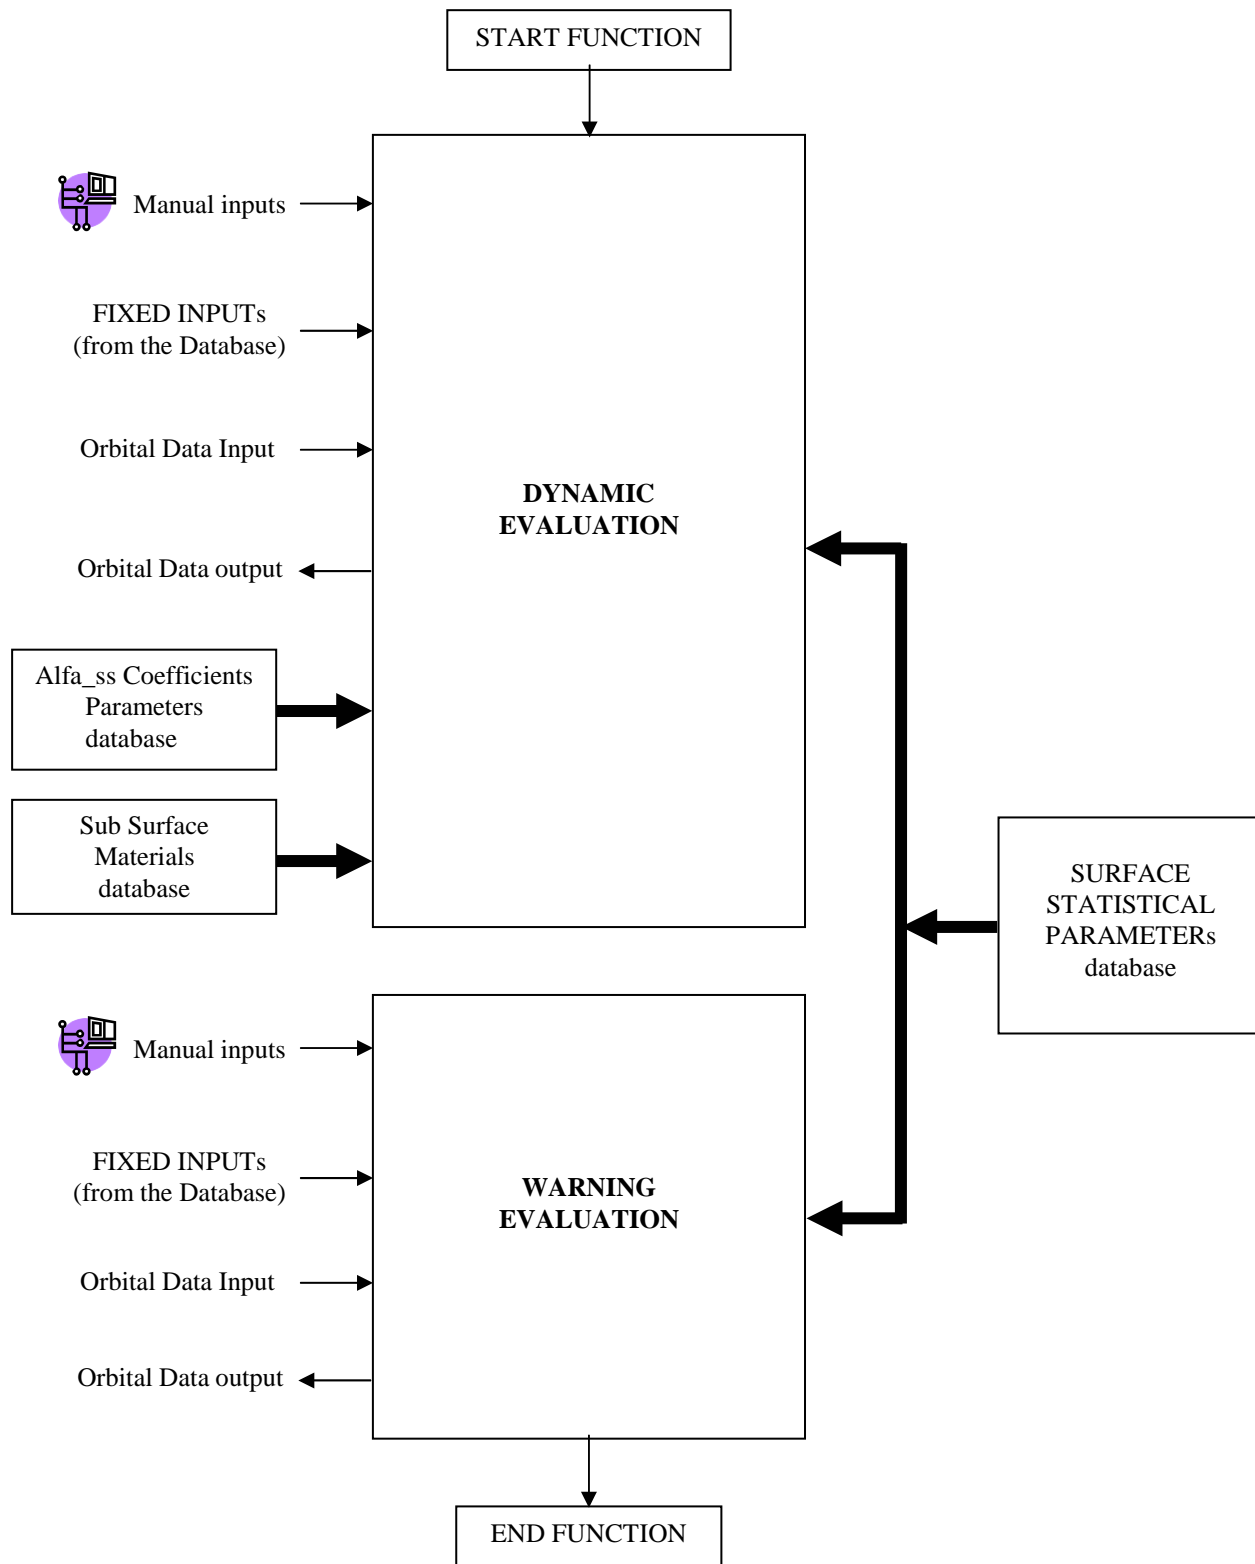 START FUNCTION
Manual inputs
FIXED INPUTs
(from the Database)
Orbital Data Input
DYNAMIC
EVALUATION
Orbital Data output
Alfa_ss Coefficients
Parameters
database
Sub Surface
Materials
database
SURFACE
STATISTICAL
PARAMETERs
database
Manual inputs
FIXED INPUTs
(from the Database)
WARNING
EVALUATION
Orbital Data Input
Orbital Data output
END FUNCTION